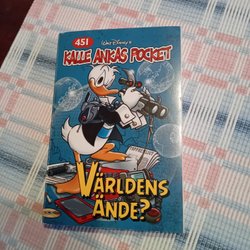 451
Walt Disney's
KALLE ANKAS POCKET
VÄRLDENS
ÄNDE?